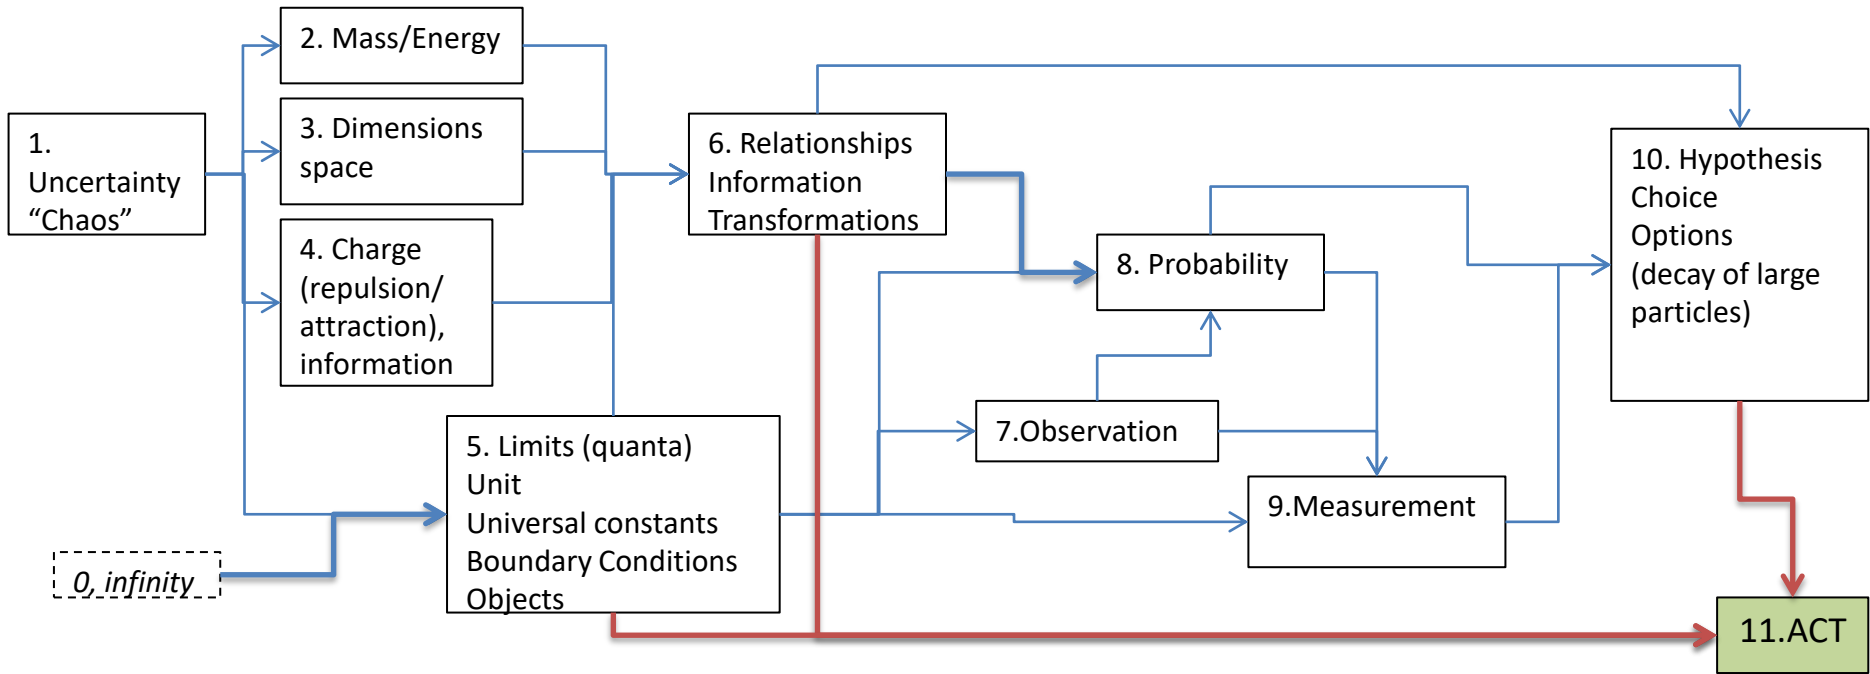 1.
Uncertainty
“Chaos”
2. Mass/Energy
3. Dimensions
space
4. Charge
(repulsion/
attraction),
information
0, infinity
5. Limits (quanta)
Unit
Universal constants
Boundary Conditions
Objects
6. Relationships
Information
Transformations
7.Observation
8. Probability
9.Measurement
10. Hypothesis
Choice
Options
(decay of large
particles)
11.ACT